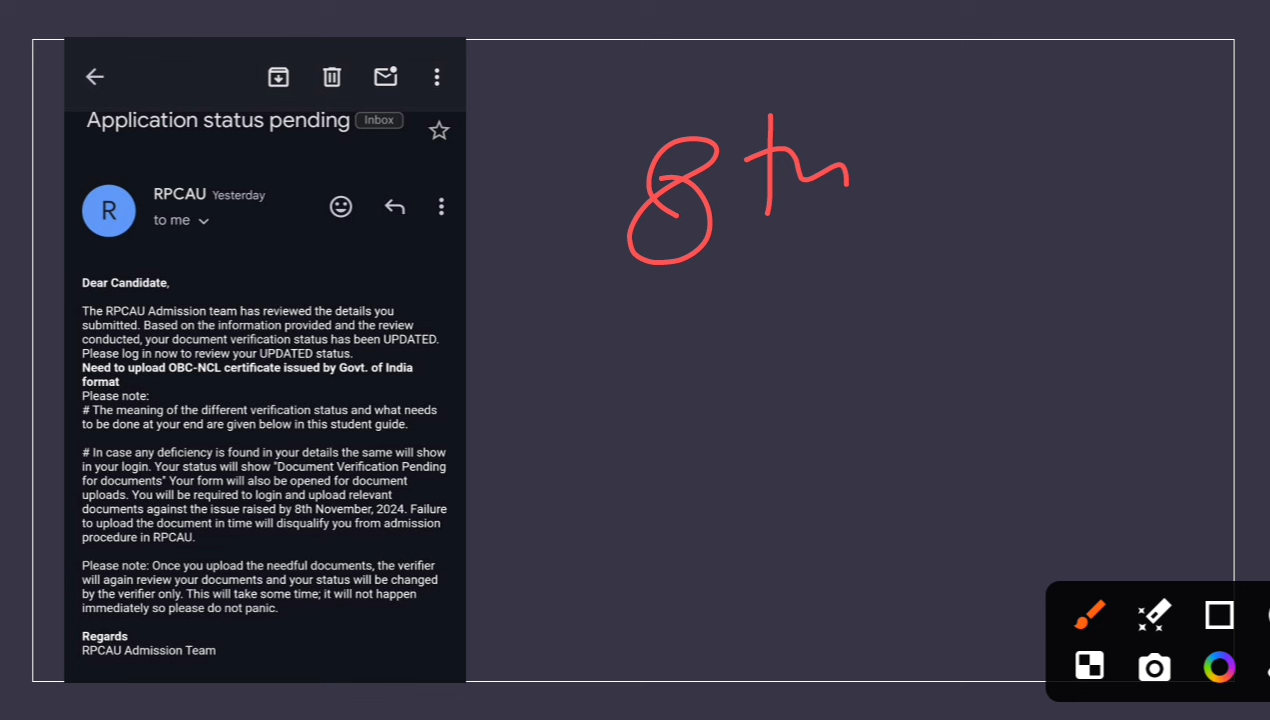 Application status pending Inbox
R
RPCAU Yesterday
to me
Dear Candidate,
The RPCAU Admission team has reviewed the details you
submitted. Based on the information provided and the review
conducted, your document verification status has been UPDATED.
Please log in now to review your UPDATED status.
Need to upload OBC-NCL certificate issued by Govt. of India
format
Please note:
# The meaning of the different verification status and what needs
to be done at your end are given below in this student guide.
# In case any deficiency is found in your details the same will show
in your login. Your status will show "Document Verification Pending
for documents" Your form will also be opened for document
uploads. You will be required to login and upload relevant
documents against the issue raised by 8th November, 2024. Failure
to upload the document in time will disqualify you from admission
procedure in RPCAU.
Please note: Once you upload the needful documents, the verifier
will again review your documents and your status will be changed
by the verifier only. This will take some time; it will not happen
immediately so please do not panic.
Regards
RPCAU Admission Team
8th